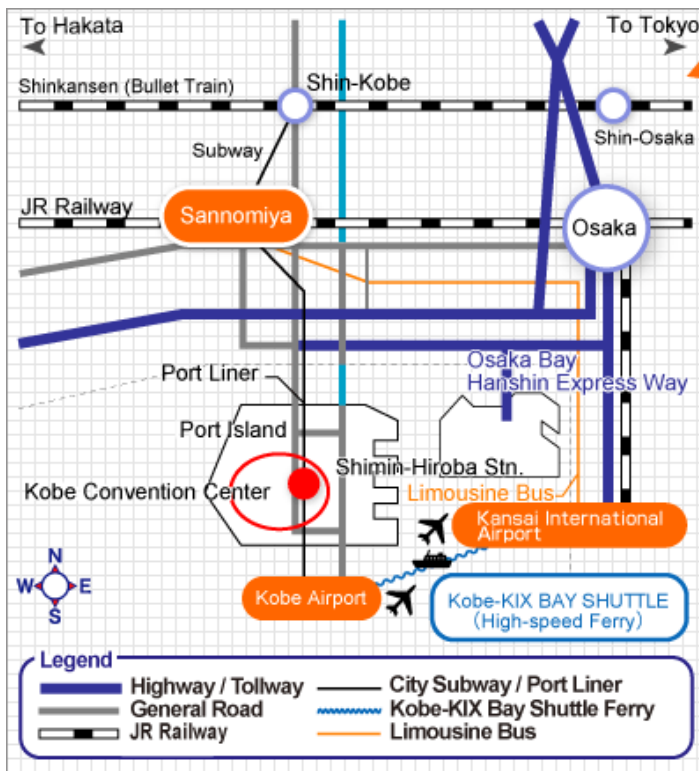 To Hakata
To Tokyo
Shinkansen (Bullet Train)
Shin-Kobe
Shin-Osaka
Subway
JR Railway
Sannomiya
Osaka
Osaka Bay
Hanshin Express Way
Port Liner
Port Island
Shimin-Hiroba Stn.
Kobe Convention Center
Limousine Bus
Kansai International
Airport
Kobe Airport
Kobe-KIX BAY SHUTTLE
(High-speed Ferry)
N
W E
S
Legend
Highway / Tollway
City Subway / Port Liner
General Road
Kobe-KIX Bay Shuttle Ferry
JR Railway
Limousine Bus